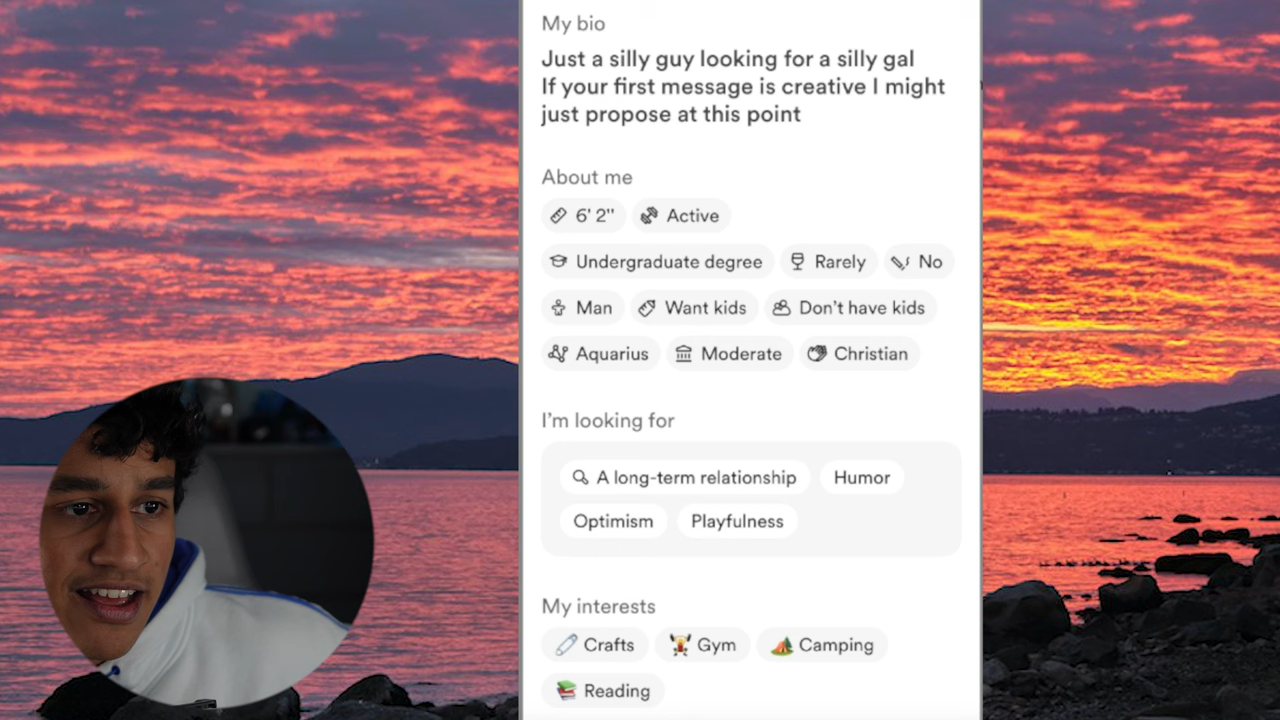 My bio
Just a silly guy looking for a silly gal
If your first message is creative I might
just propose at this point
About me
6' 2" Active
Undergraduate degree Rarely No
Man Want kids Don't have kids
Aquarius Moderate Christian
I'm looking for
A long-term relationship Humor
Optimism Playfulness
My interests
Crafts Gym Camping
Reading